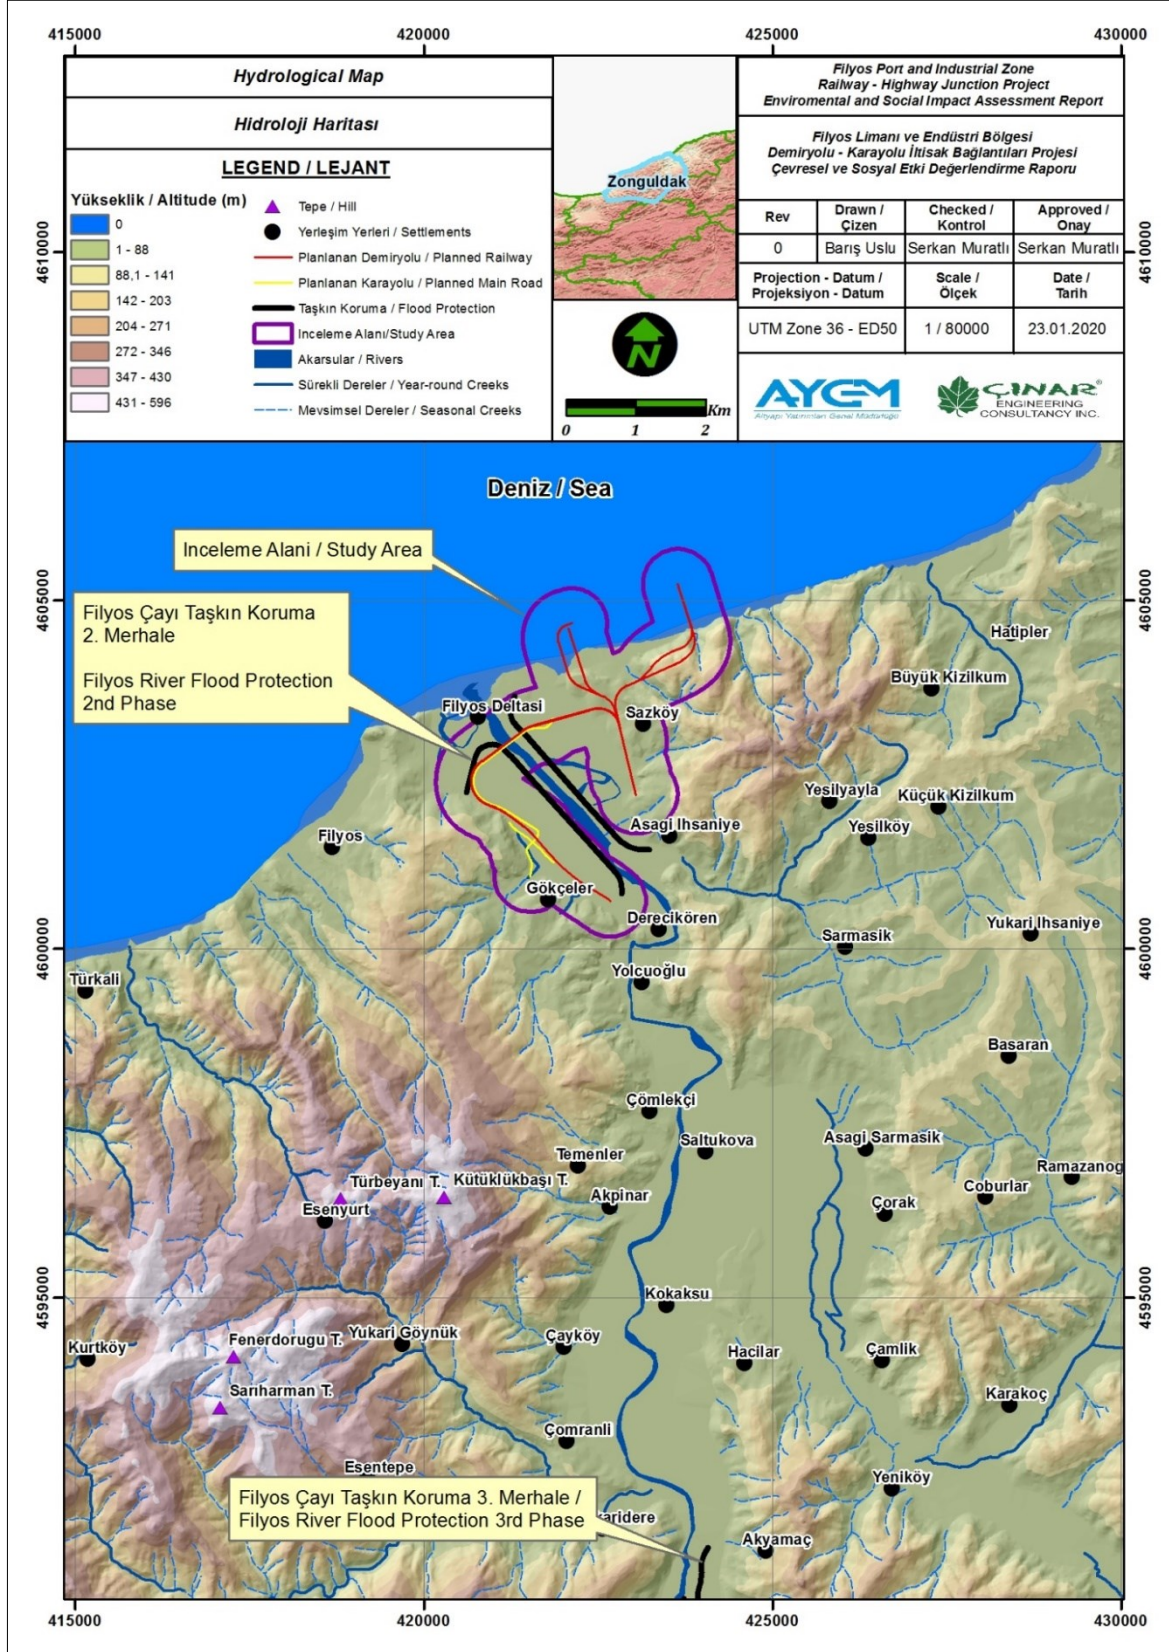 415000
420000
425000
430000
Hydrological Map
Hidroloji Haritası
LEGEND / LEJANT
Yükseklik / Altitude (m)
0
1 - 88
88,1 - 141
142 - 203
204 - 271
272 - 346
347 - 430
431 - 596
Tepe / Hill
Yerleşim Yerleri / Settlements
Planlanan Demiryolu / Planned Railway
Planlanan Karayolu / Planned Main Road
Taşkın Koruma / Flood Protection
Inceleme Alanı/Study Area
Akarsular / Rivers
Sürekli Dereler / Year-round Creeks
Mevsimsel Dereler / Seasonal Creeks
Zonguldak
N
Km
0 1 2
Filyos Port and Industrial Zone
Railway - Highway Junction Project
Enviromental and Social Impact Assessment Report
Filyos Limanı ve Endüstri Bölgesi
Demiryolu - Karayolu İltisak Bağlantıları Projesi
Çevresel ve Sosyal Etki Değerlendirme Raporu
Rev
Drawn /
Çizen
Checked /
Kontrol
Approved /
Onay
0
Barış Uslu
Serkan Muratlı
Serkan Muratlı
Projection - Datum /
Projeksiyon - Datum
Scale /
Ölçek
Date /
Tarih
UTM Zone 36 - ED50
1 / 80000
23.01.2020
AYGM
Altyapı Yatırımları Genel Müdürlüğü
ÇINAR®
ENGINEERING
CONSULTANCY INC.
4610000
4610000
Deniz / Sea
Inceleme Alani / Study Area
Filyos Çayı Taşkın Koruma
2. Merhale
Filyos River Flood Protection
2nd Phase
4605000
4605000
Hatipler
Büyük Kizilkum
Filyos Deltasi
Sazköy
Yesilyayla
Küçük Kizilkum
Asagi Ihsaniye
Yesilköy
Filyos
Gökçeler
Derecikören
Yukari Ihsaniye
Sarmasik
4600000
4600000
Türkali
Yolcuoğlu
Basaran
Çömlekçi
Saltukova
Asagi Sarmasik
Temenler
Ramazanog
Türbeyanı T.
Kütüklükbaşı T.
Akpinar
Coburlar
Esenyurt
Çorak
4595000
4595000
Kokaksu
Fenerdorugu T.
Yukari Göynük
Kurtköy
Çayköy
Hacilar
Çamlik
Sarıharman T.
Karakoç
Çomranli
Esentepe
Yeniköy
Filyos Çayı Taşkın Koruma 3. Merhale /
Filyos River Flood Protection 3rd Phase
aridere
Akyamaç
415000
420000
425000
430000